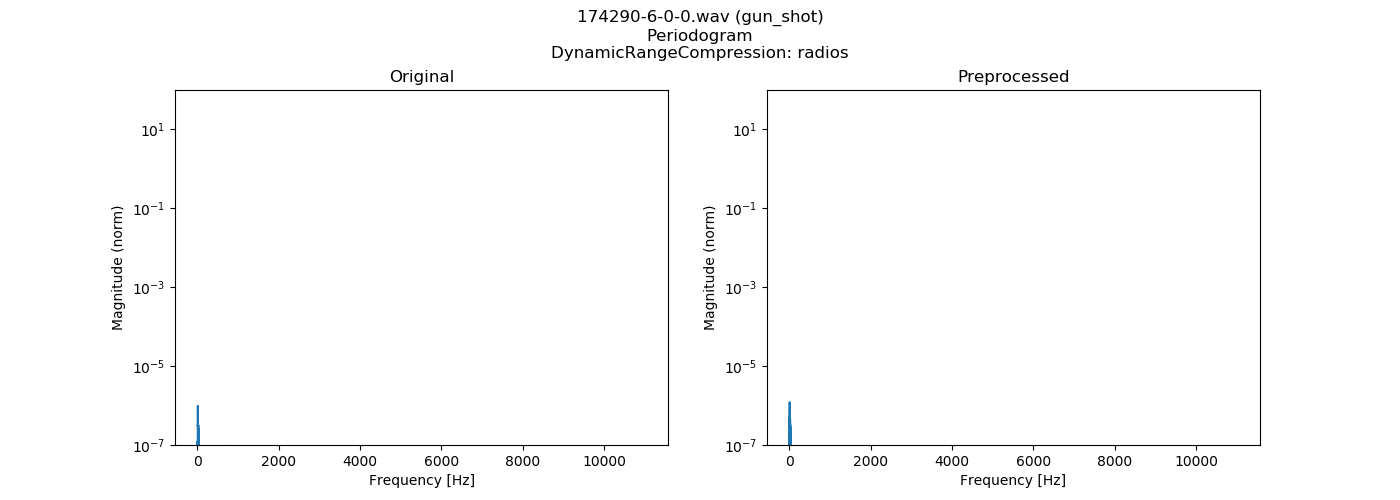 174290-6-0-0.wav (gun_shot)
Periodogram
DynamicRangeCompression: radios
Original
10¹
10⁻¹
10⁻³
10⁻⁵
10⁻⁷
Magnitude (norm)
0 2000 4000 6000 8000 10000
Frequency [Hz]
Preprocessed
10¹
10⁻¹
10⁻³
10⁻⁵
10⁻⁷
Magnitude (norm)
0 2000 4000 6000 8000 10000
Frequency [Hz]